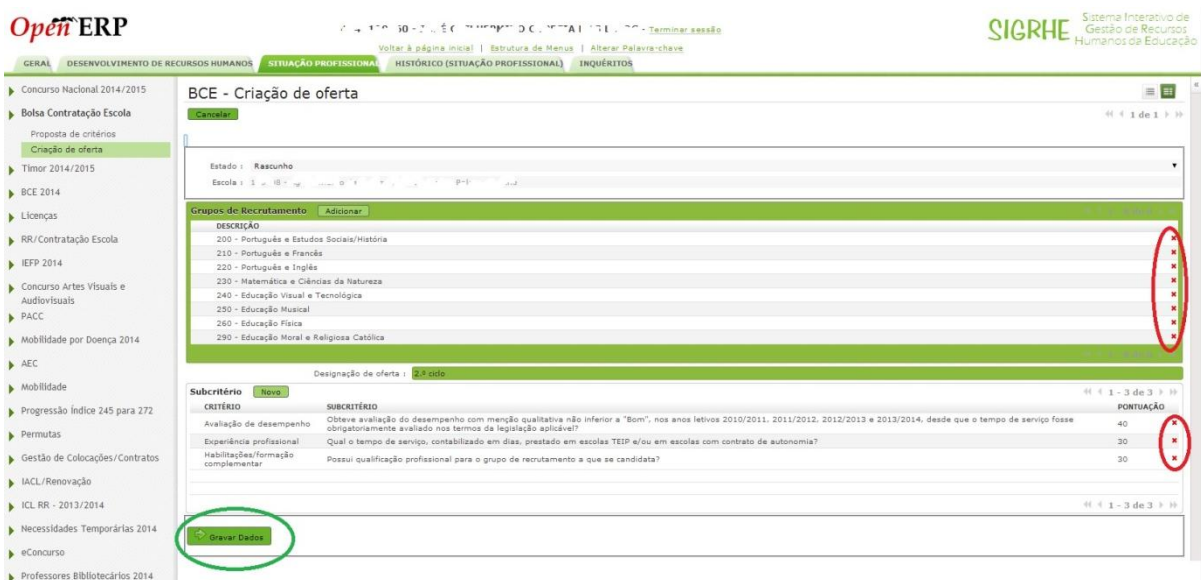 Open ERP
Terminar sessão
Voltar à página inicial | Estrutura de Menus | Alterar Palavra-chave
SIGRHE Sistema Interativo de
Gestão de Recursos
Humanos da Educação
GERAL DESENVOLVIMENTO DE RECURSOS HUMANOS SITUAÇÃO PROFISSIONAL HISTÓRICO (SITUAÇÃO PROFISSIONAL) INQUÉRITOS
Concurso Nacional 2014/2015
Bolsa Contratação Escola
Proposta de critérios
Criação de oferta
Timor 2014/2015
BCE 2014
Licenças
RR/Contratação Escola
IEFP 2014
Concurso Artes Visuais e
Audiovisuais
PACC
Mobilidade por Doença 2014
AEC
Mobilidade
Progressão Índice 245 para 272
Permutas
Gestão de Colocações/Contratos
IACL/Renovação
ICL RR - 2013/2014
Necessidades Temporárias 2014
eConcurso
Professores Bibliotecários 2014
BCE - Criação de oferta
Cancelar
1 de 1
Estado : Rascunho
Escola :
Grupos de Recrutamento Adicionar
DESCRIÇÃO
200 - Português e Estudos Sociais/História
210 - Português e Francês
220 - Português e Inglês
230 - Matemática e Ciências da Natureza
240 - Educação Visual e Tecnológica
250 - Educação Musical
260 - Educação Física
290 - Educação Moral e Religiosa Católica
Designação de oferta : 2.º ciclo
Subcritério Novo 1 - 3 de 3
CRITÉRIO SUBCRITÉRIO PONTUAÇÃO
Avaliação de desempenho Obteve avaliação do desempenho com menção qualitativa não inferior a "Bom", nos anos letivos 2010/2011, 2011/2012, 2012/2013 e 2013/2014, desde que o tempo de serviço fosse
obrigatoriamente avaliado nos termos da legislação aplicável? 40
Experiência profissional Qual o tempo de serviço, contabilizado em dias, prestado em escolas TEIP e/ou em escolas com contrato de autonomia? 30
Habilitações/formação
complementar Possui qualificação profissional para o grupo de recrutamento a que se candidata? 30
1 - 3 de 3
Gravar Dados